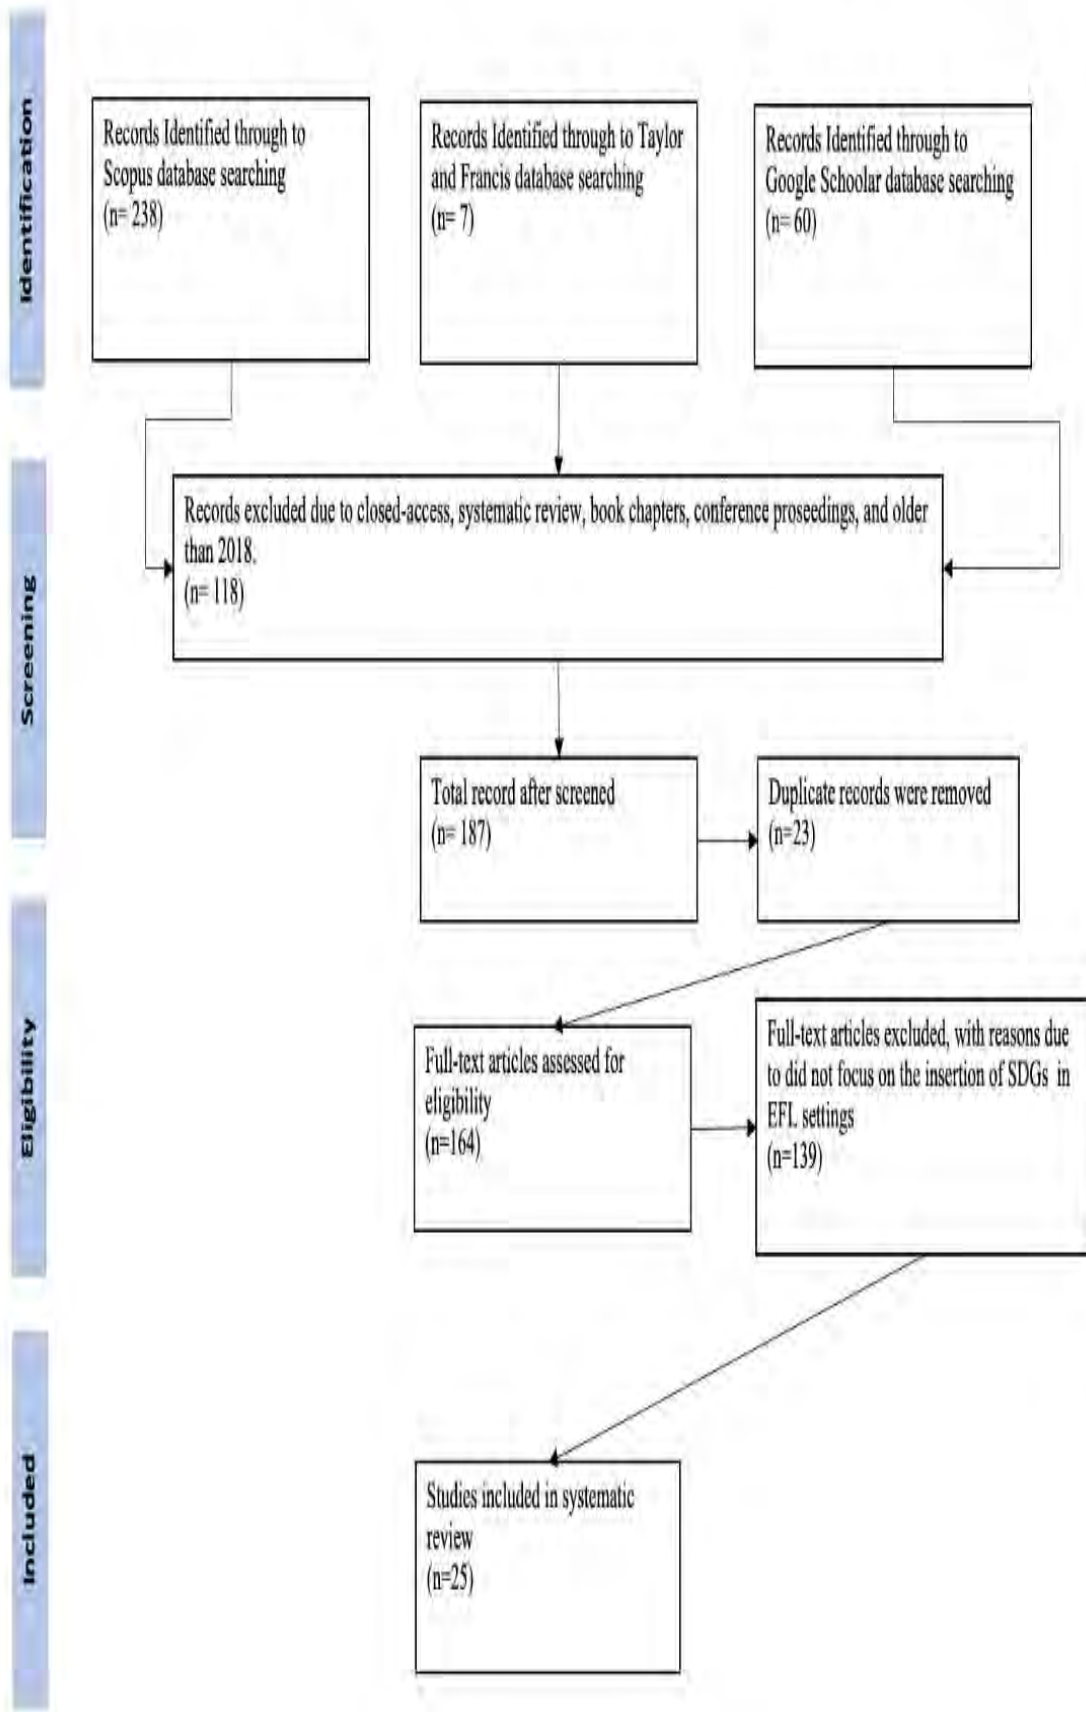 Identification
Records Identified through to
Scopus database searching
(n= 238)
Records Identified through to Taylor
and Francis database searching
(n= 7)
Records Identified through to
Google Schoolar database searching
(n= 60)
Screening
Records excluded due to closed-access, systematic review, book chapters, conference proseedings, and older
than 2018.
(n= 118)
Total record after screened
(n= 187)
Duplicate records were removed
(n=23)
Eligibility
Full-text articles assessed for
eligibility
(n=164)
Full-text articles excluded, with reasons due
to did not focus on the insertion of SDGs in
EFL settings
(n=139)
Included
Studies included in systematic
review
(n=25)